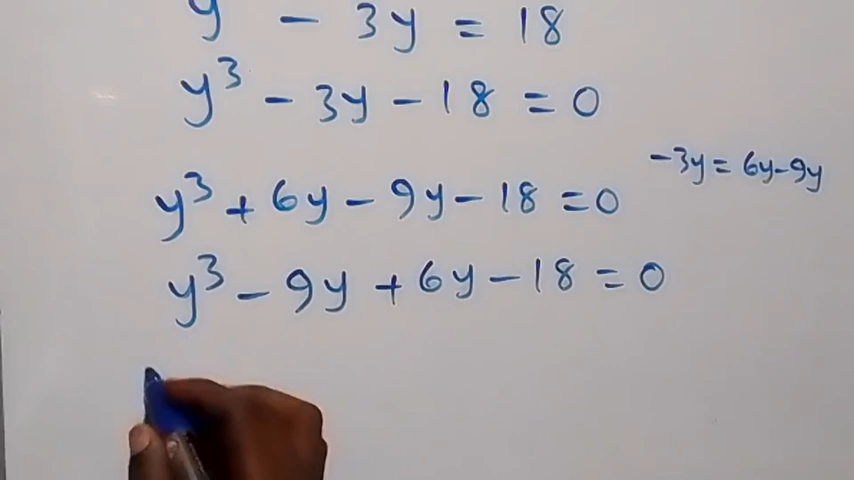 y - 3y = 18
y³ - 3y - 18 = 0
-3y = 6y-9y
y³ + 6y - 9y - 18 = 0
y³ - 9y + 6y - 18 = 0